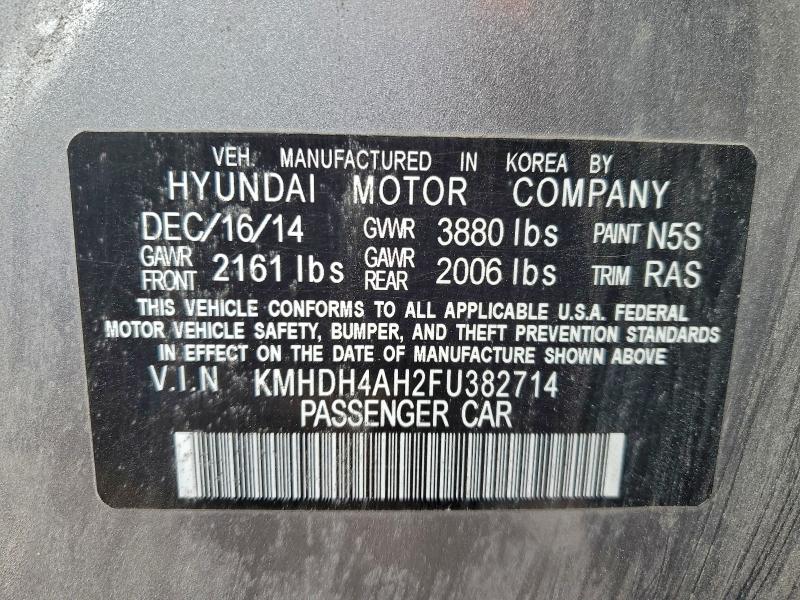 VEH. MANUFACTURED IN KOREA BY
HYUNDAI MOTOR COMPANY
DEC/16/14 GVWR 3880 lbs PAINT N5S
GAWR FRONT 2161 lbs GAWR REAR 2006 lbs TRIM RAS
THIS VEHICLE CONFORMS TO ALL APPLICABLE U.S.A. FEDERAL
MOTOR VEHICLE SAFETY, BUMPER, AND THEFT PREVENTION STANDARDS
IN EFFECT ON THE DATE OF MANUFACTURE SHOWN ABOVE
V.I.N KMHDH4AH2FU382714
PASSENGER CAR